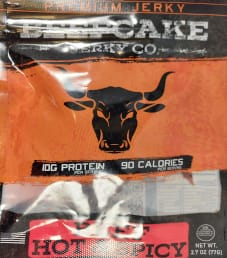 PREMIUM JERKY
BEEFCAKE
JERKY CO.
10G PROTEIN 90 CALORIES
PER SERVING PER SERVING
HOT & SPICY
NET WT.
2.7 OZ (77G)